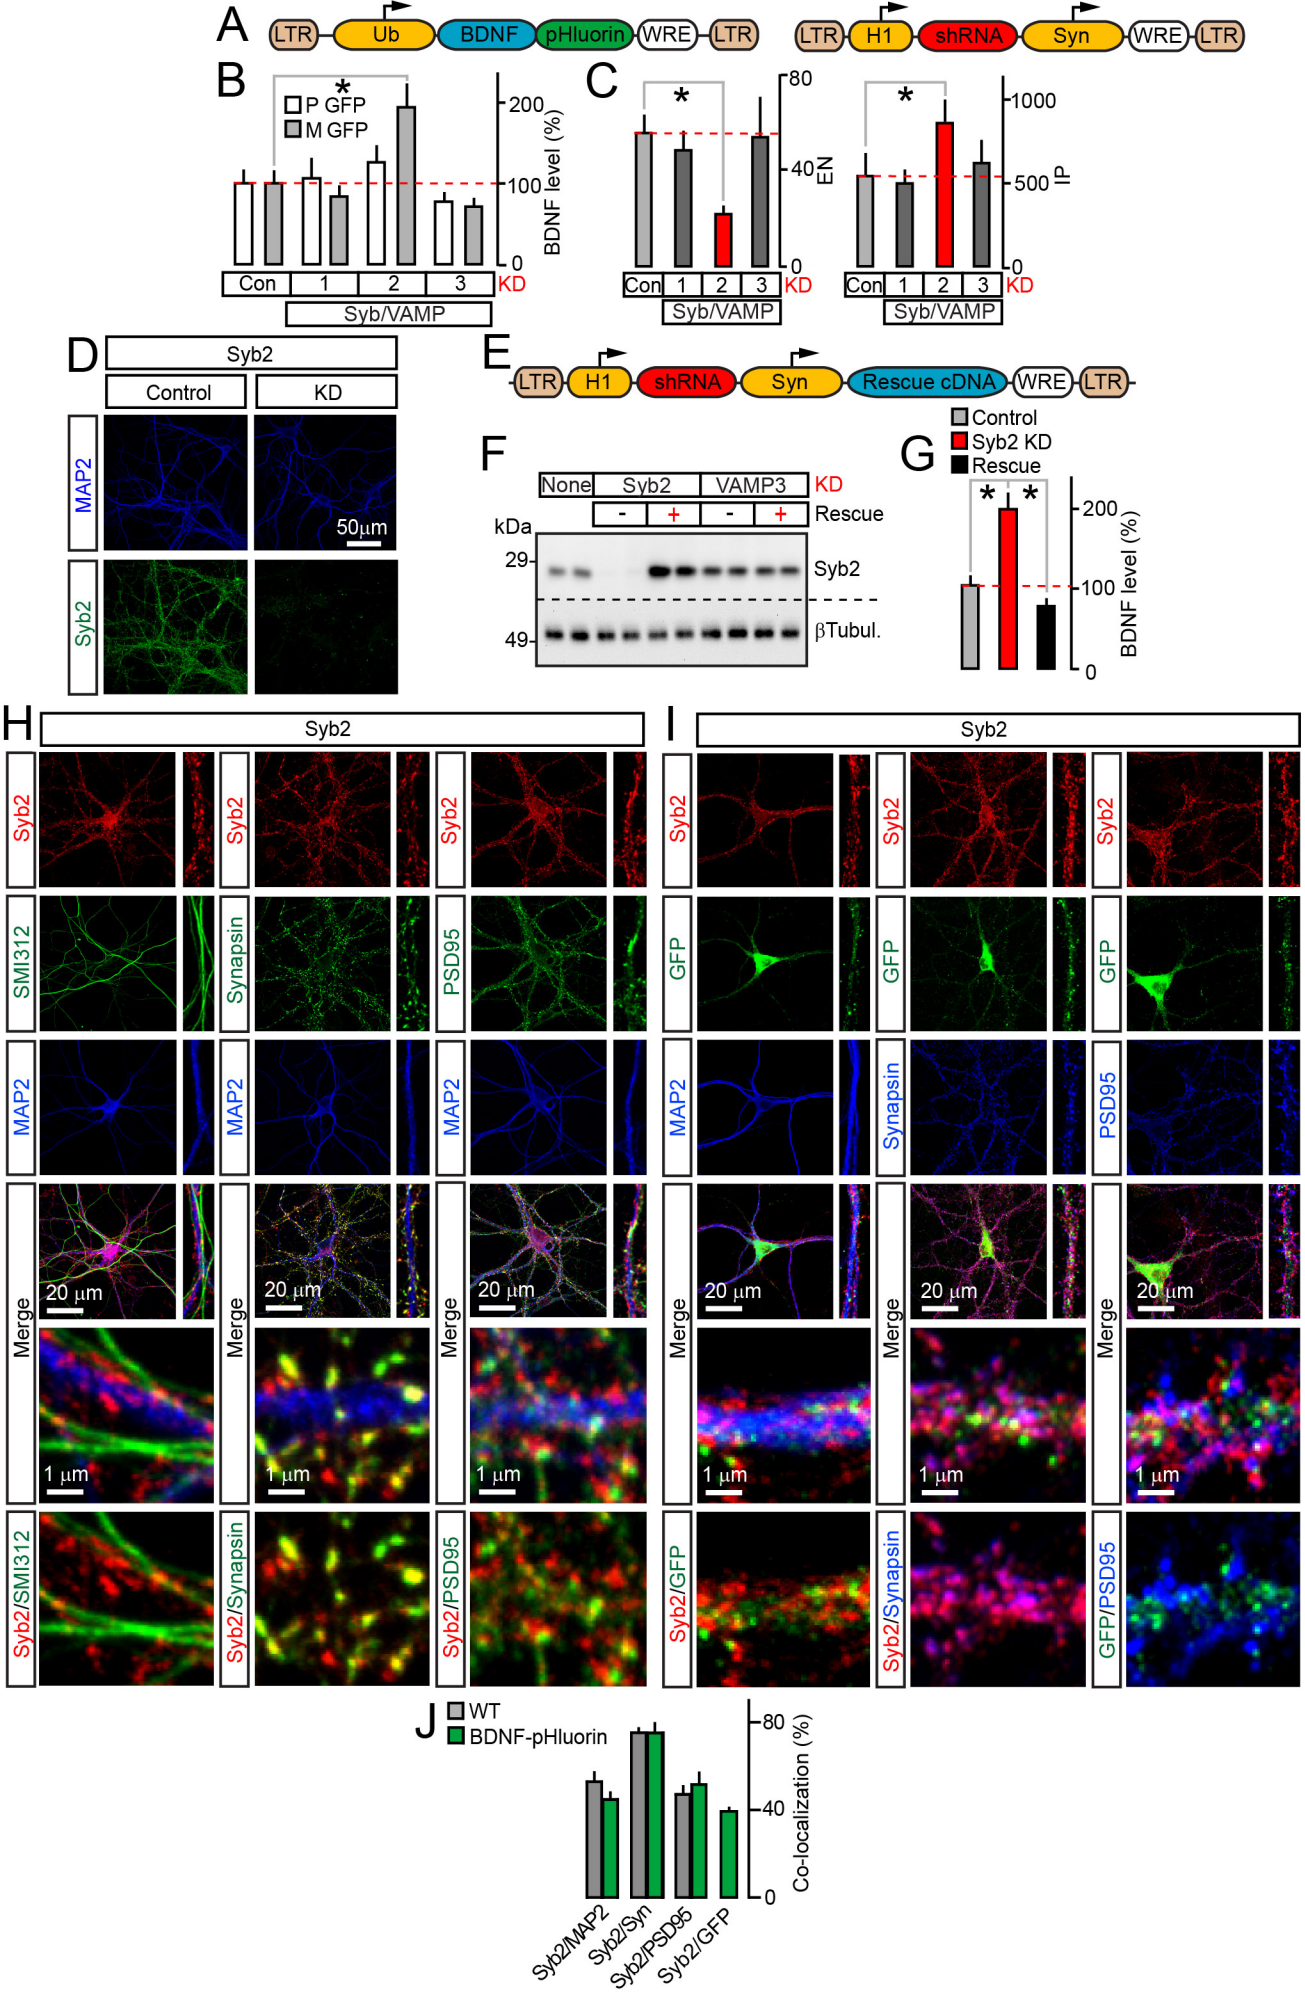 A
LTR Ub BDNF pHluorin WRE LTR
LTR H1 shRNA Syn WRE LTR
B
*
P GFP
M GFP
200
100
0
BDNF level (%)
Con 1 2 3 KD
Syb/VAMP
C
*
80
40
0
EN
Con 1 2 3 KD
Syb/VAMP
*
1000
500
0
IP
Con 1 2 3 KD
Syb/VAMP
D
Syb2
Control KD
MAP2
50μm
Syb2
E
LTR H1 shRNA Syn Rescue cDNA WRE LTR
F
None Syb2 VAMP3 KD
- + - + Rescue
kDa
29
Syb2
49
βTubul.
G
Control
Syb2 KD
Rescue
* *
200
100
0
BDNF level (%)
H
Syb2
Syb2 Syb2 Syb2
SMI312 Synapsin PSD95
MAP2 MAP2 MAP2
Merge Merge Merge
20 μm 20 μm 20 μm
1 μm 1 μm 1 μm
Syb2/SMI312 Syb2/Synapsin Syb2/PSD95
I
Syb2
Syb2 Syb2 Syb2
GFP GFP GFP
MAP2 Synapsin PSD95
Merge Merge Merge
20 μm 20 μm 20 μm
1 μm 1 μm 1 μm
Syb2/GFP Syb2/Synapsin GFP/PSD95
J
WT
BDNF-pHluorin
80
40
0
Co-localization (%)
Syb2/MAP2
Syb2/Syn
Syb2/PSD95
Syb2/GFP